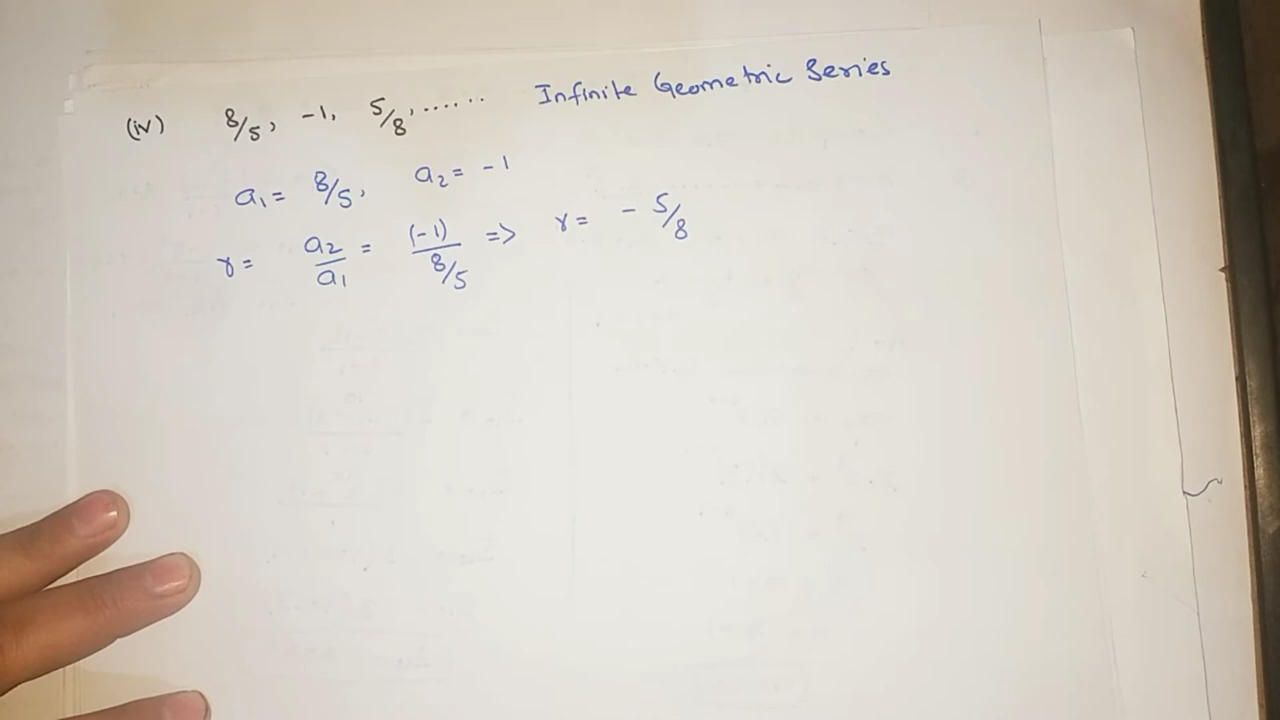 (iv) 8/5, -1, 5/8, ...... Infinite Geometric Series
a₁ = 8/5, a₂ = -1
r = a₂/a₁ = (-1)/8/5 => r = - 5/8